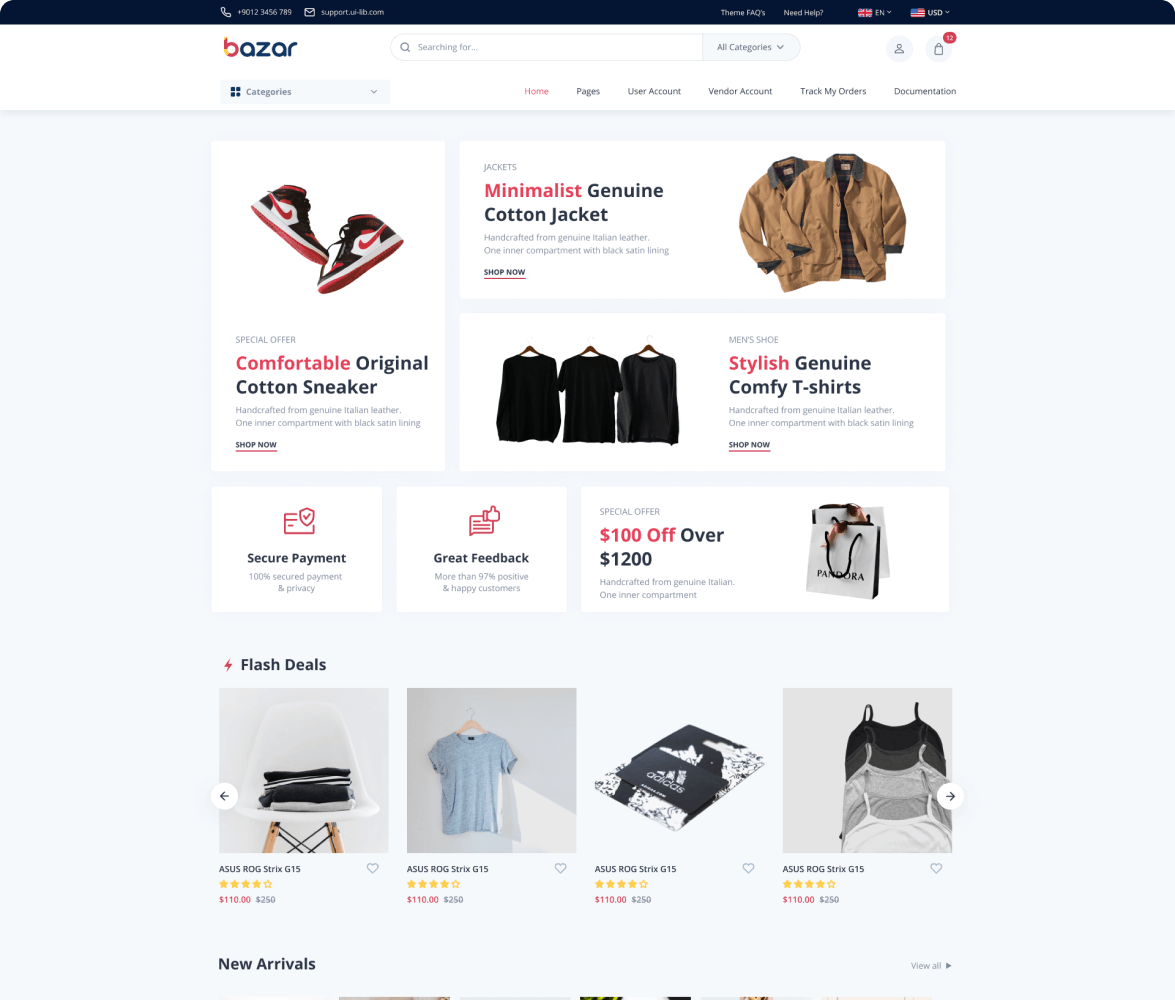 +9012 3456 789
support.ui-lib.com
Theme FAQ's
Need Help?
EN
USD
bazar
Searching for...
All Categories
12
Categories
Home
Pages
User Account
Vendor Account
Track My Orders
Documentation
JACKETS
Minimalist Genuine
Cotton Jacket
Handcrafted from genuine Italian leather.
One inner compartment with black satin lining
SHOP NOW
SPECIAL OFFER
Comfortable Original
Cotton Sneaker
Handcrafted from genuine Italian leather.
One inner compartment with black satin lining
SHOP NOW
MEN'S SHOE
Stylish Genuine
Comfy T-shirts
Handcrafted from genuine Italian leather.
One inner compartment with black satin lining
SHOP NOW
Secure Payment
100% secured payment
& privacy
Great Feedback
More than 97% positive
& happy customers
SPECIAL OFFER
$100 Off Over
$1200
Handcrafted from genuine Italian.
One inner compartment
PANDORA
Flash Deals
adidas
ASUS ROG Strix G15
$110.00 $250
ASUS ROG Strix G15
$110.00 $250
ASUS ROG Strix G15
$110.00 $250
ASUS ROG Strix G15
$110.00 $250
New Arrivals
View all